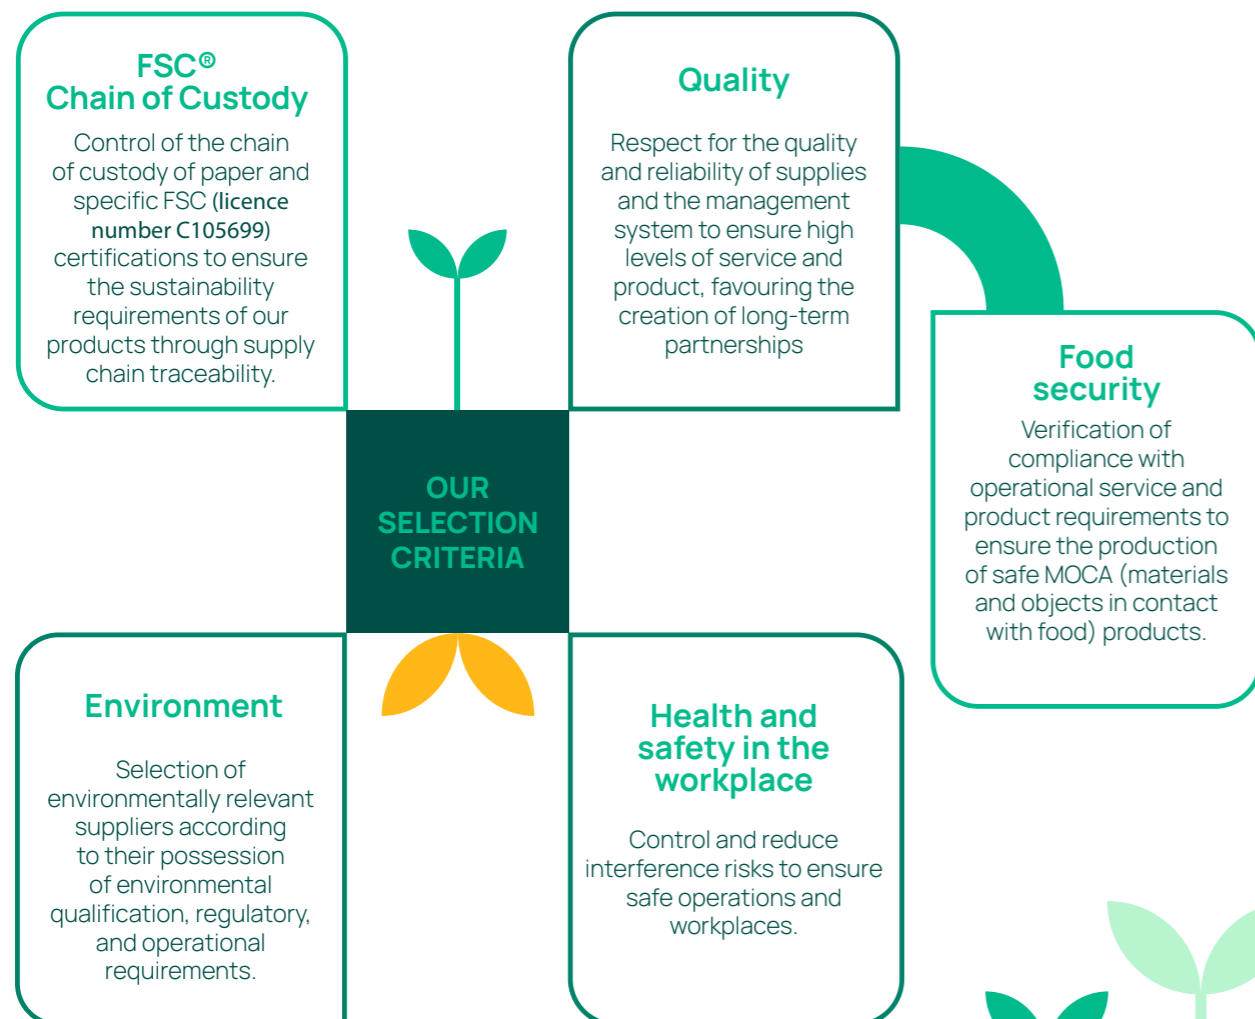 FSC®
Chain of Custody
Control of the chain
of custody of paper and
specific FSC (licence
number C105699)
certifications to ensure
the sustainability
requirements of our
products through supply
chain traceability.
Quality
Respect for the quality
and reliability of supplies
and the management
system to ensure high
levels of service and
product, favouring the
creation of long-term
partnerships
Food
security
Verification of
compliance with
operational service and
product requirements to
ensure the production
of safe MOCA (materials
and objects in contact
with food) products.
OUR
SELECTION
CRITERIA
Environment
Selection of
environmentally relevant
suppliers according
to their possession
of environmental
qualification, regulatory,
and operational
requirements.
Health and
safety in the
workplace
Control and reduce
interference risks to ensure
safe operations and
workplaces.